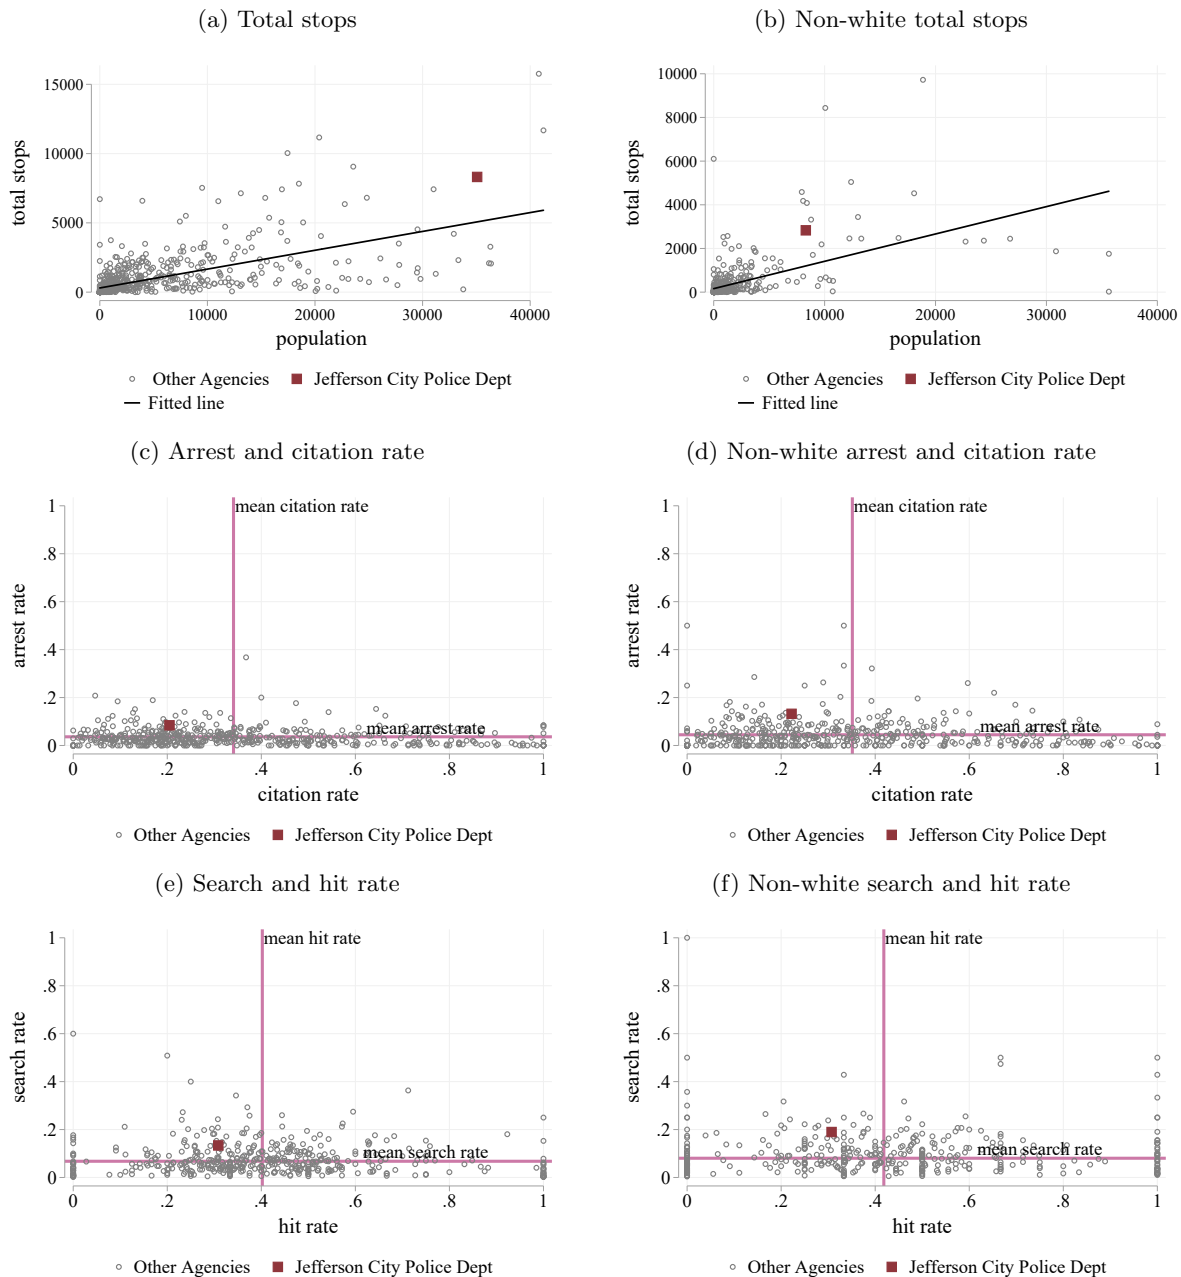 (a) Total stops
(b) Non-white total stops
total stops
15000
10000
5000
0
0 10000 20000 30000 40000
population
Other Agencies Jefferson City Police Dept
Fitted line
total stops
10000
8000
6000
4000
2000
0
0 10000 20000 30000 40000
population
Other Agencies Jefferson City Police Dept
Fitted line
(c) Arrest and citation rate
(d) Non-white arrest and citation rate
arrest rate
1
.8
.6
.4
.2
0
mean citation rate
mean arrest rate
0 .2 .4 .6 .8 1
citation rate
Other Agencies Jefferson City Police Dept
arrest rate
1
.8
.6
.4
.2
0
mean citation rate
mean arrest rate
0 .2 .4 .6 .8 1
citation rate
Other Agencies Jefferson City Police Dept
(e) Search and hit rate
(f) Non-white search and hit rate
search rate
1
.8
.6
.4
.2
0
mean hit rate
mean search rate
0 .2 .4 .6 .8 1
hit rate
Other Agencies Jefferson City Police Dept
search rate
1
.8
.6
.4
.2
0
mean hit rate
mean search rate
0 .2 .4 .6 .8 1
hit rate
Other Agencies Jefferson City Police Dept